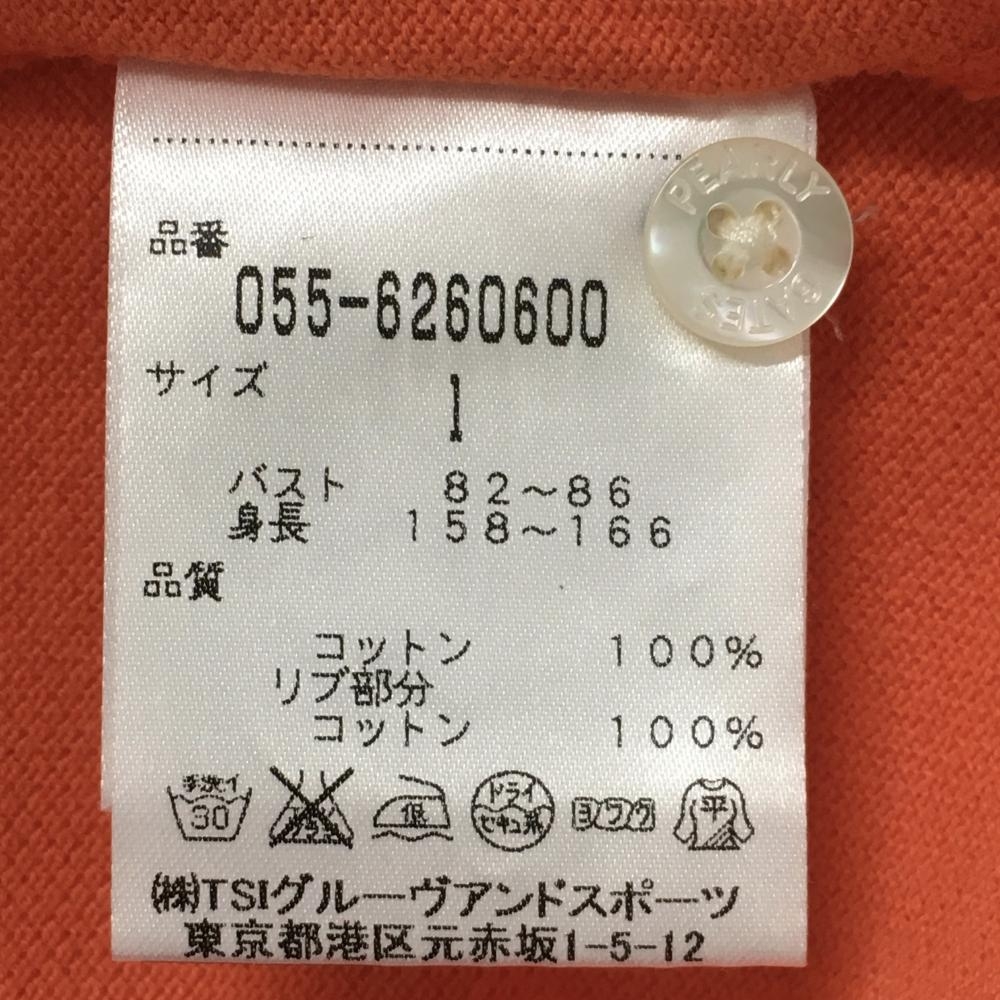 PEARLY
GATES
品番
055-6260600
サイズ
1
バスト 82～86
身長 158～166
品質
コットン 100%
リブ部分
コットン 100%
手洗イ
30
低
ドライ
セキユ系
ヨワク
平
(株)TSIグルーヴアンドスポーツ
東京都港区元赤坂1-5-12